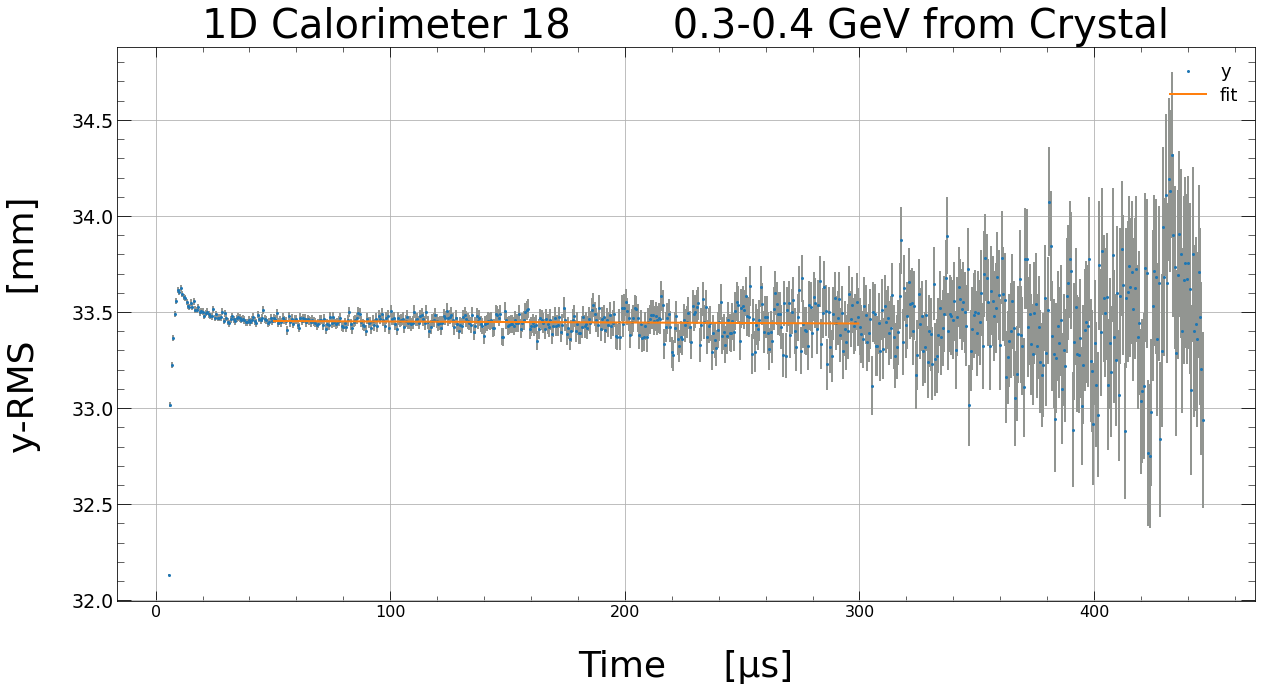 1D Calorimeter 18 0.3-0.4 GeV from Crystal
y
fit
y-RMS [mm]
34.5
34.0
33.5
33.0
32.5
32.0
0 100 200 300 400
Time [µs]